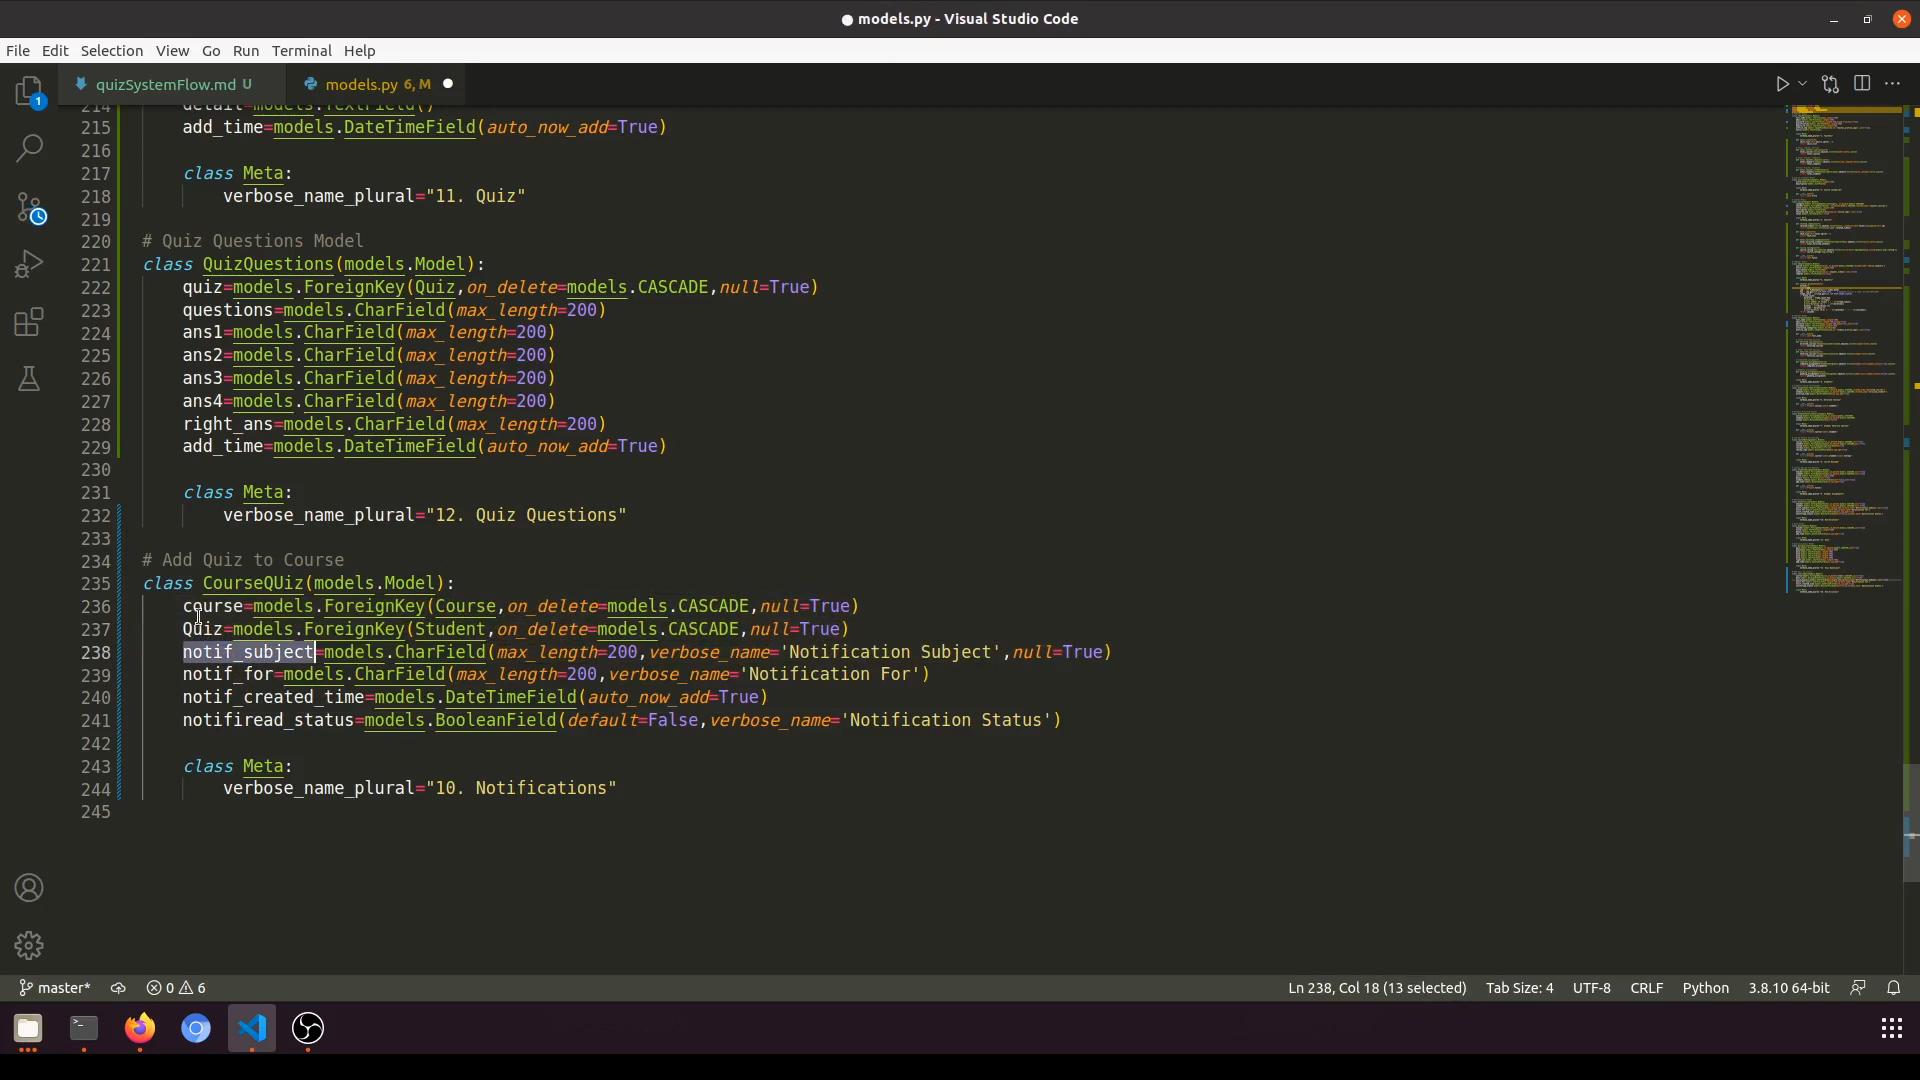 models.py - Visual Studio Code
File Edit Selection View Go Run Terminal Help
quizSystemFlow.md U
models.py 6, M
1
214 detail=models.TextField()
215 add_time=models.DateTimeField(auto_now_add=True)
216
217 class Meta:
218 verbose_name_plural="11. Quiz"
219
220 # Quiz Questions Model
221 class QuizQuestions(models.Model):
222 quiz=models.ForeignKey(Quiz,on_delete=models.CASCADE,null=True)
223 questions=models.CharField(max_length=200)
224 ans1=models.CharField(max_length=200)
225 ans2=models.CharField(max_length=200)
226 ans3=models.CharField(max_length=200)
227 ans4=models.CharField(max_length=200)
228 right_ans=models.CharField(max_length=200)
229 add_time=models.DateTimeField(auto_now_add=True)
230
231 class Meta:
232 verbose_name_plural="12. Quiz Questions"
233
234 # Add Quiz to Course
235 class CourseQUiz(models.Model):
236 course=models.ForeignKey(Course,on_delete=models.CASCADE,null=True)
237 Quiz=models.ForeignKey(Student,on_delete=models.CASCADE,null=True)
238 notif_subject=models.CharField(max_length=200,verbose_name='Notification Subject',null=True)
239 notif_for=models.CharField(max_length=200,verbose_name='Notification For')
240 notif_created_time=models.DateTimeField(auto_now_add=True)
241 notifiread_status=models.BooleanField(default=False,verbose_name='Notification Status')
242
243 class Meta:
244 verbose_name_plural="10. Notifications"
245
master* 0 6 Ln 238, Col 18 (13 selected) Tab Size: 4 UTF-8 CRLF Python 3.8.10 64-bit